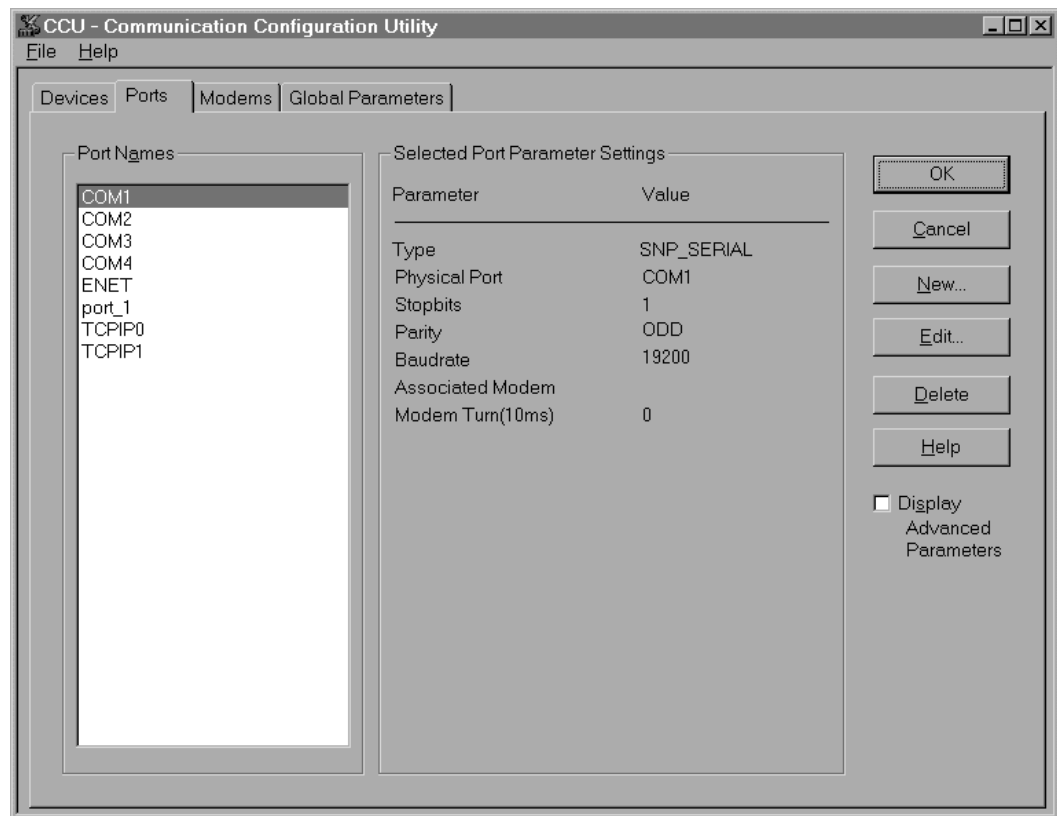 CCU - Communication Configuration Utility
File Help
Devices Ports Modems Global Parameters
Port Names
COM1
COM2
COM3
COM4
ENET
port_1
TCPIP0
TCPIP1
Selected Port Parameter Settings
Parameter Value
Type SNP_SERIAL
Physical Port COM1
Stopbits 1
Parity ODD
Baudrate 19200
Associated Modem
Modem Turn(10ms) 0
OK
Cancel
New...
Edit...
Delete
Help
Display
Advanced
Parameters